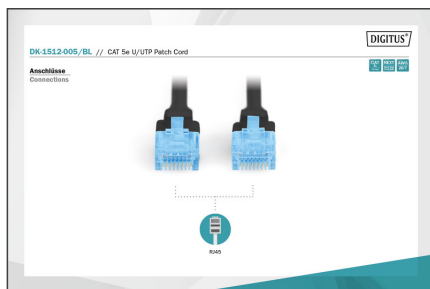 DIGITUS®
DK-1512-005/BL // CAT 5e U/UTP Patch Cord
Anschlüsse
Connections
RJ45